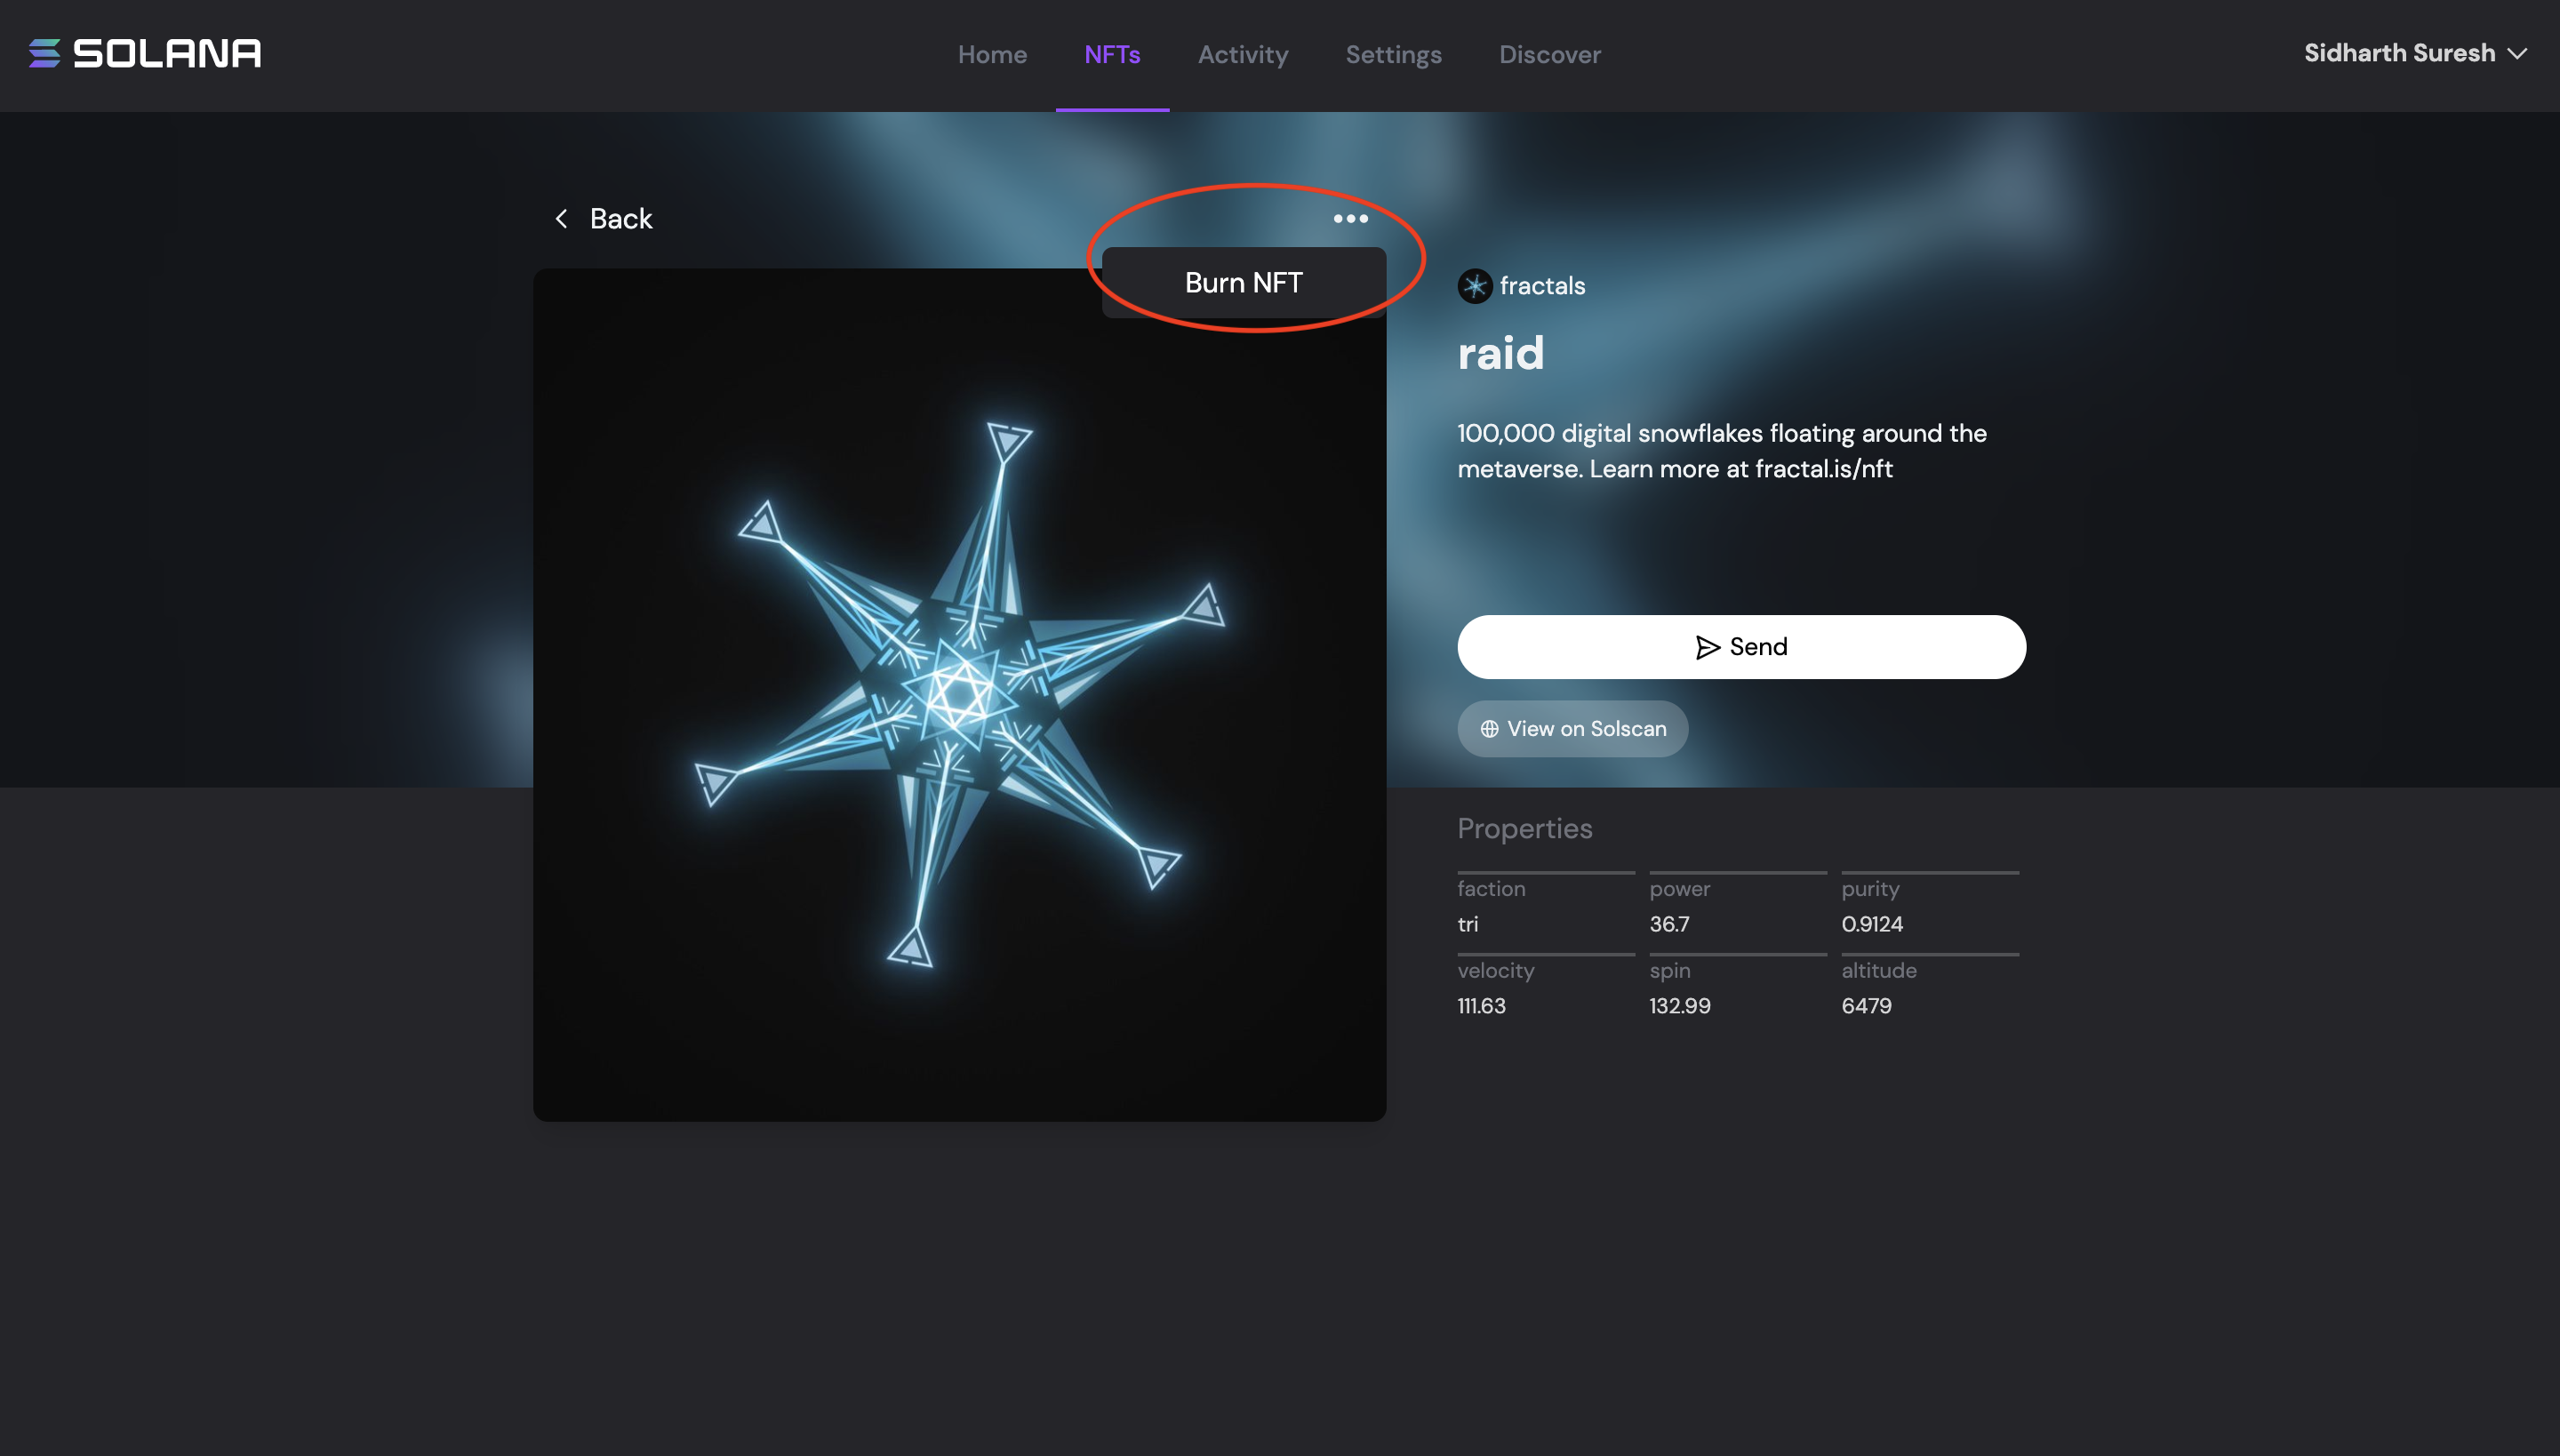 SOLANA
Home NFTs Activity Settings Discover
Sidharth Suresh
Back
Burn NFT
fractals
raid
100,000 digital snowflakes floating around the
metaverse. Learn more at fractal.is/nft
Send
View on Solscan
Properties
faction power purity
tri 36.7 0.9124
velocity spin altitude
111.63 132.99 6479